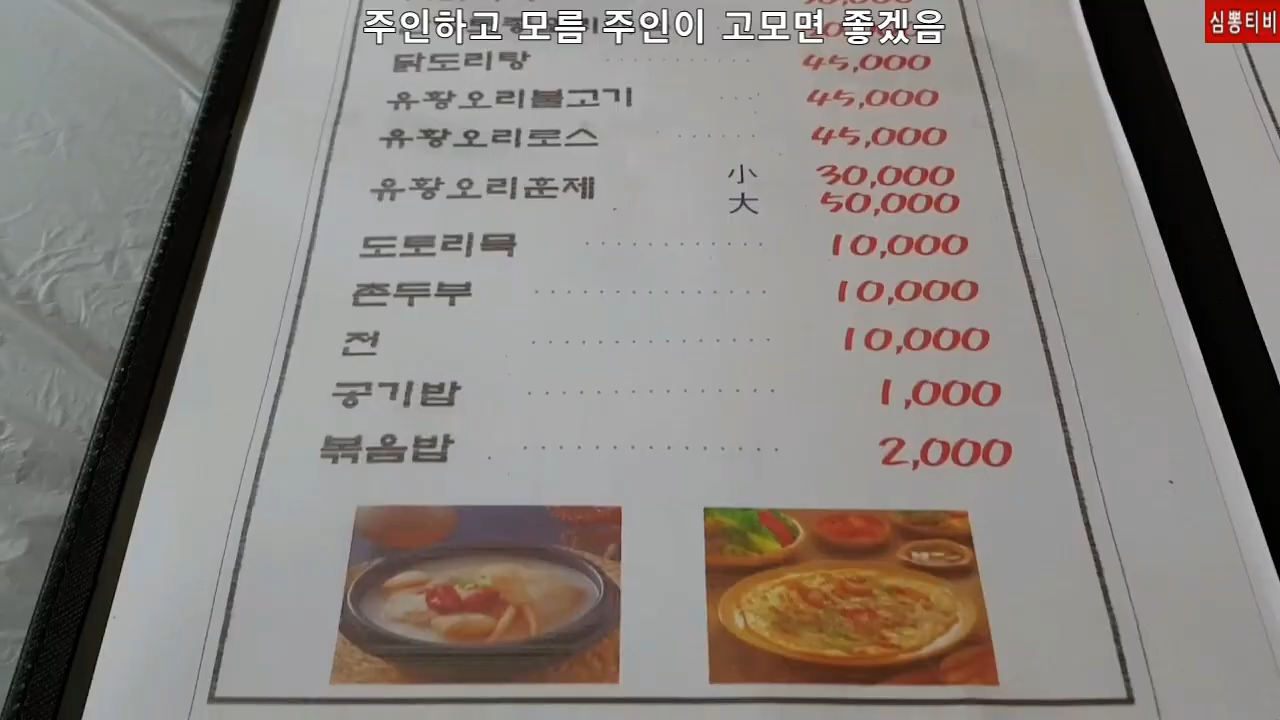 주인하고 모름 주인이 고모면 좋겠음
심뽕티비
닭도리탕 45,000
유황오리불고기 45,000
유황오리로스 45,000
유황오리훈제 小 30,000
大 50,000
도토리묵 10,000
촌두부 10,000
전 10,000
공기밥 1,000
볶음밥 2,000